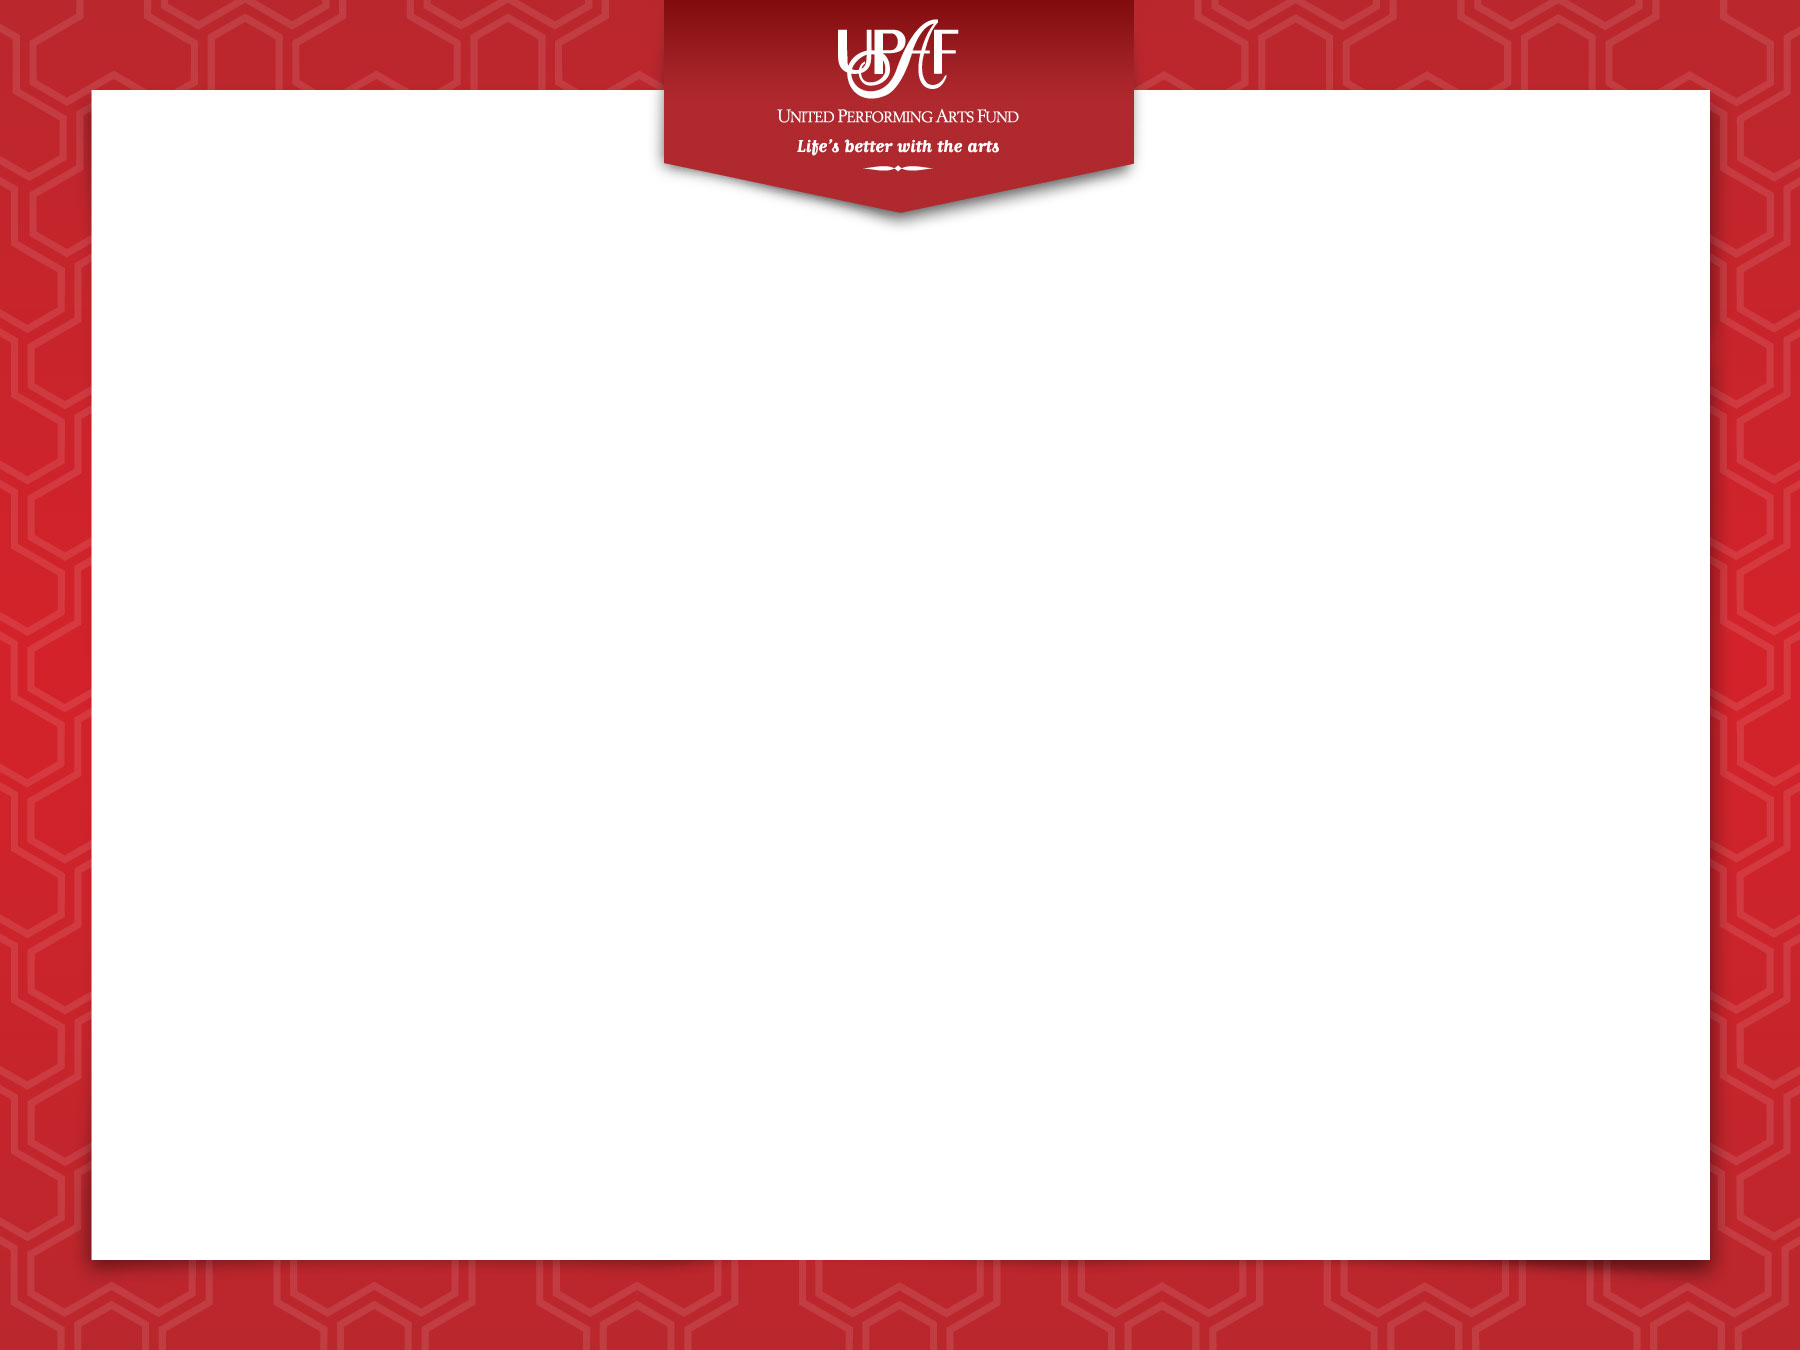 UPAF
UNITED PERFORMING ARTS FUND
Life's better with the arts